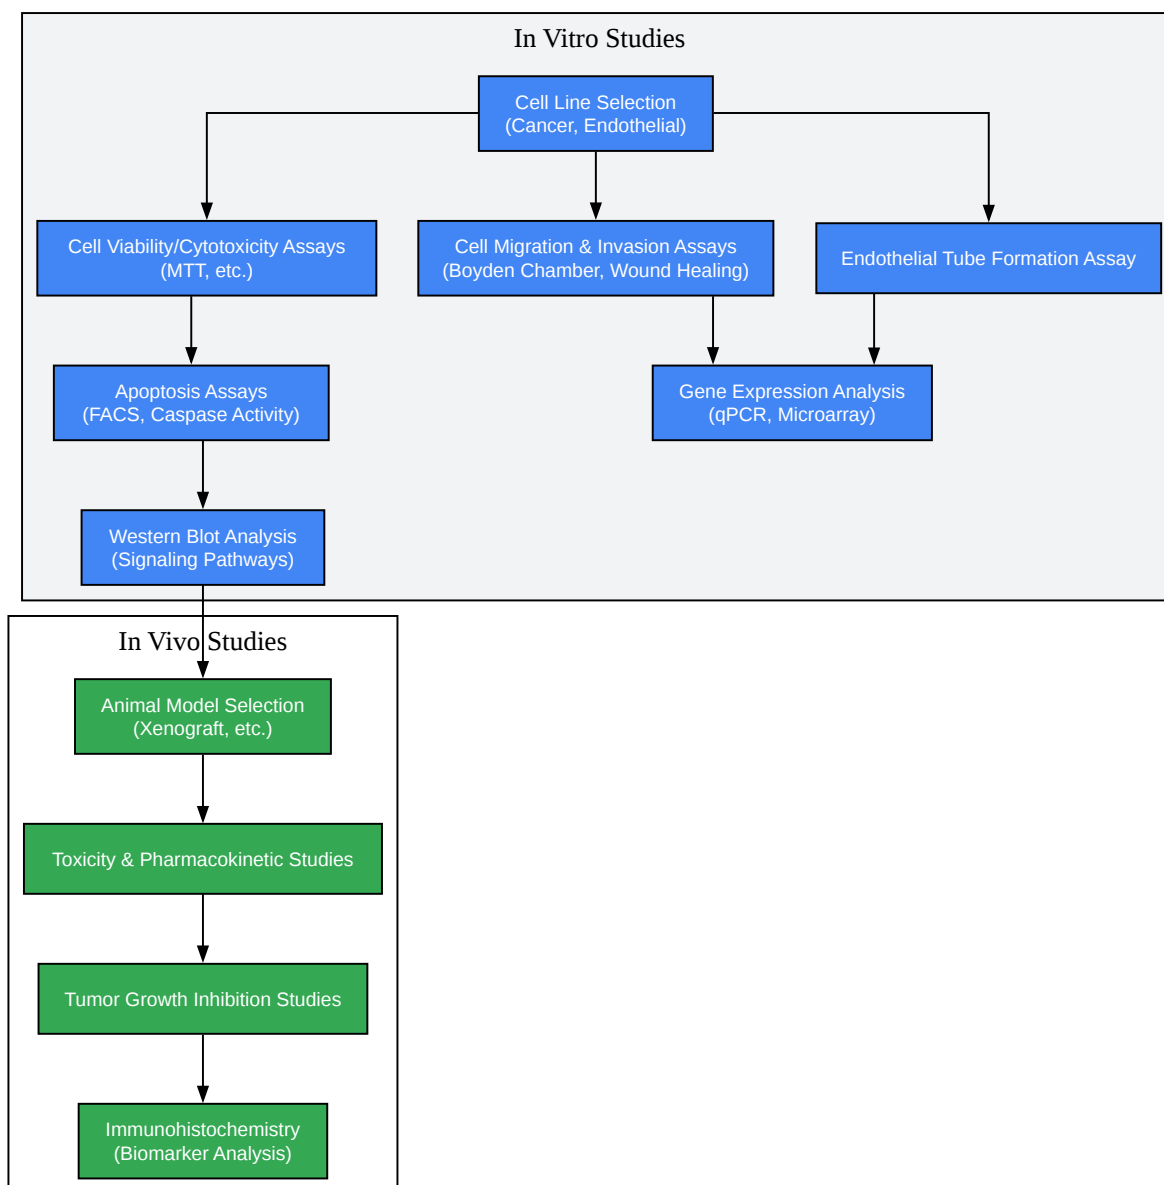 In Vitro Studies
Cell Line Selection
(Cancer, Endothelial)
Cell Viability/Cytotoxicity Assays
(MTT, etc.)
Cell Migration & Invasion Assays
(Boyden Chamber, Wound Healing)
Endothelial Tube Formation Assay
Apoptosis Assays
(FACS, Caspase Activity)
Gene Expression Analysis
(qPCR, Microarray)
Western Blot Analysis
(Signaling Pathways)
In Vivo Studies
Animal Model Selection
(Xenograft, etc.)
Toxicity & Pharmacokinetic Studies
Tumor Growth Inhibition Studies
Immunohistochemistry
(Biomarker Analysis)